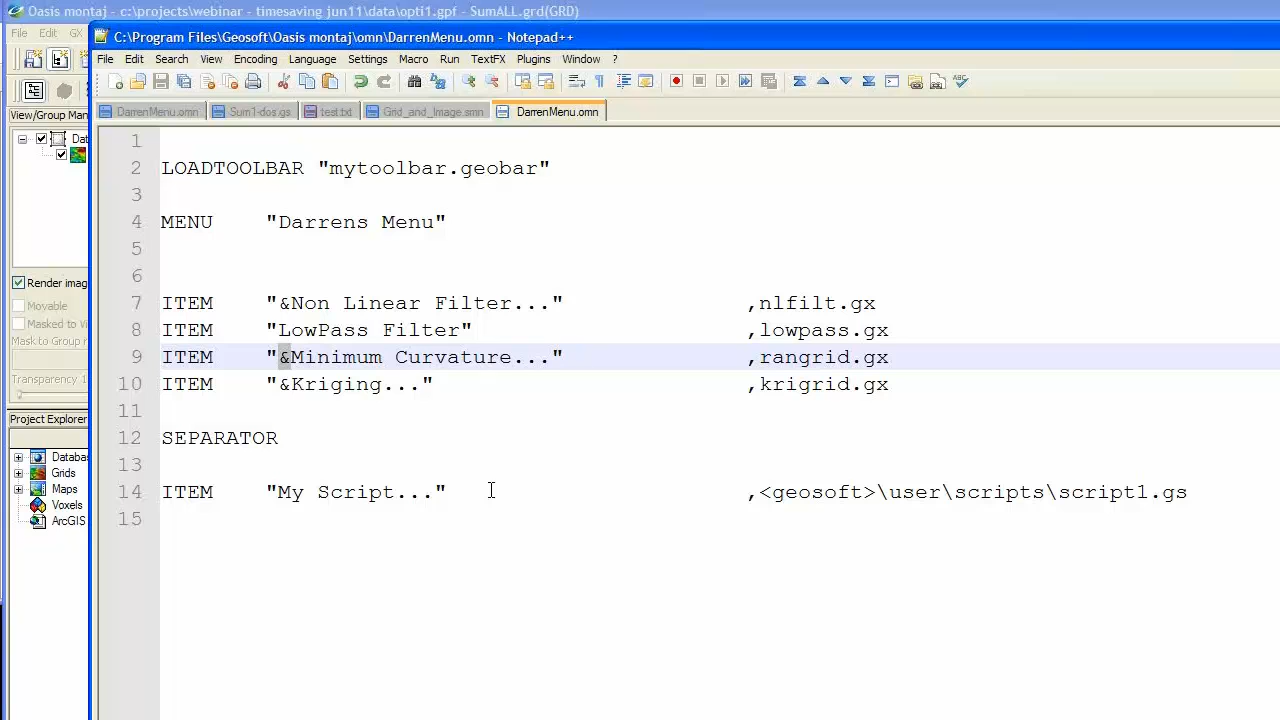 Oasis montaj - c:\projects\webinar - timesaving jun11\data\opti1.gpf - SumALL.grd(GRD)
File Edit GX
C:\Program Files\Geosoft\Oasis montaj\omn\DarrenMenu.omn - Notepad++
File Edit Search View Encoding Language Settings Macro Run TextFX Plugins Window ?
DarrenMenu.omn Sum1-dos.gs test.txt Grid_and_Image.smn DarrenMenu.omn
View/Group Man
Dat
Render imag
Movable
Masked to Vi
Mask to Group r
Transparency 1
Project Explorer
Databas
Grids
Maps
Voxels
ArcGIS
1
2 LOADTOOLBAR "mytoolbar.geobar"
3
4 MENU "Darrens Menu"
5
6
7 ITEM "&Non Linear Filter..." ,nlfilt.gx
8 ITEM "LowPass Filter" ,lowpass.gx
9 ITEM "&Minimum Curvature..." ,rangrid.gx
10 ITEM "&Kriging..." ,krigrid.gx
11
12 SEPARATOR
13
14 ITEM "My Script..." ,<geosoft>\user\scripts\script1.gs
15